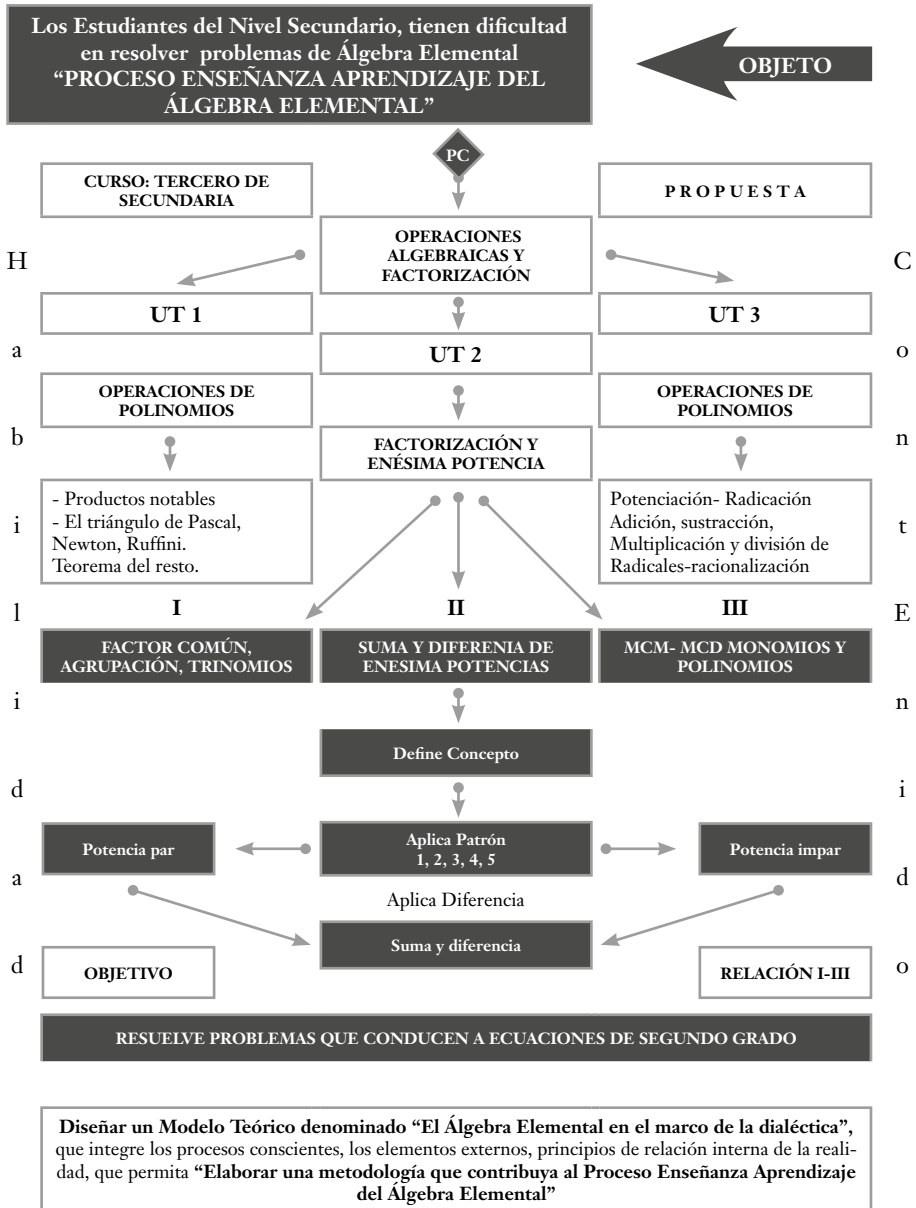 Los Estudiantes del Nivel Secundario, tienen dificultad
en resolver problemas de Álgebra Elemental
“PROCESO ENSEÑANZA APRENDIZAJE DEL
ÁLGEBRA ELEMENTAL”
OBJETO
PC
CURSO: TERCERO DE
SECUNDARIA
OPERACIONES
ALGEBRAICAS Y
FACTORIZACIÓN
PROPUESTA
UT 1
UT 2
UT 3
OPERACIONES DE
POLINOMIOS
FACTORIZACIÓN Y
ENÉSIMA POTENCIA
OPERACIONES DE
POLINOMIOS
- Productos notables
- El triángulo de Pascal,
Newton, Ruffini.
Teorema del resto.
Potenciación- Radicación
Adición, sustracción,
Multiplicación y división de
Radicales-racionalización
I
II
III
FACTOR COMÚN,
AGRUPACIÓN, TRINOMIOS
SUMA Y DIFERENIA DE
ENESIMA POTENCIAS
MCM- MCD MONOMIOS Y
POLINOMIOS
Define Concepto
Potencia par
Aplica Patrón
1, 2, 3, 4, 5
Potencia impar
Aplica Diferencia
Suma y diferencia
OBJETIVO
RELACIÓN I-III
H
a
b
i
l
i
d
a
d
C
o
n
t
E
n
i
d
o
RESUELVE PROBLEMAS QUE CONDUCEN A ECUACIONES DE SEGUNDO GRADO
Diseñar un Modelo Teórico denominado “El Álgebra Elemental en el marco de la dialéctica”,
que integre los procesos conscientes, los elementos externos, principios de relación interna de la reali-
dad, que permita “Elaborar una metodología que contribuya al Proceso Enseñanza Aprendizaje
del Álgebra Elemental”